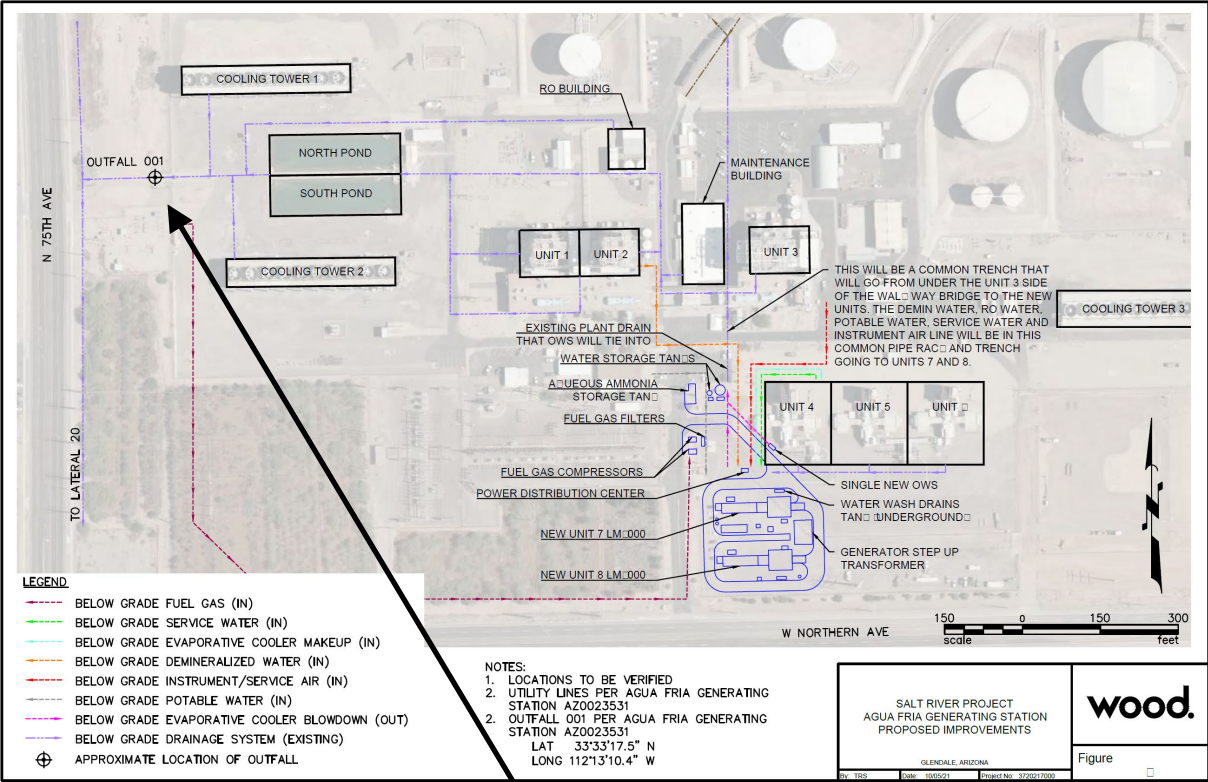 COOLING TOWER 1
RO BUILDING
NORTH POND
SOUTH POND
OUTFALL 001
MAINTENANCE
BUILDING
N 75TH AVE
UNIT 1
UNIT 2
UNIT 3
COOLING TOWER 2
THIS WILL BE A COMMON TRENCH THAT
WILL GO FROM UNDER THE UNIT 3 SIDE
OF THE WAL□ WAY BRIDGE TO THE NEW
UNITS. THE DEMIN WATER, RO WATER,
POTABLE WATER, SERVICE WATER AND
INSTRUMENT AIR LINE WILL BE IN THIS
COMMON PIPE RAC□ AND TRENCH
GOING TO UNITS 7 AND 8.
COOLING TOWER 3
EXISTING PLANT DRAIN
THAT OWS WILL TIE INTO
WATER STORAGE TAN□S
A□UEOUS AMMONIA
STORAGE TAN□
FUEL GAS FILTERS
UNIT 4
UNIT 5
UNIT □
FUEL GAS COMPRESSORS
POWER DISTRIBUTION CENTER
SINGLE NEW OWS
WATER WASH DRAINS
TAN□ □UNDERGROUND□
NEW UNIT 7 LM□000
GENERATOR STEP UP
TRANSFORMER
NEW UNIT 8 LM□000
TO LATERAL 20
W NORTHERN AVE
150 0 150 300
scale feet
LEGEND
BELOW GRADE FUEL GAS (IN)
BELOW GRADE SERVICE WATER (IN)
BELOW GRADE EVAPORATIVE COOLER MAKEUP (IN)
BELOW GRADE DEMINERALIZED WATER (IN)
BELOW GRADE INSTRUMENT/SERVICE AIR (IN)
BELOW GRADE POTABLE WATER (IN)
BELOW GRADE EVAPORATIVE COOLER BLOWDOWN (OUT)
BELOW GRADE DRAINAGE SYSTEM (EXISTING)
APPROXIMATE LOCATION OF OUTFALL
NOTES:
1. LOCATIONS TO BE VERIFIED
2. UTILITY LINES PER AGUA FRIA GENERATING
STATION AZ0023531
2. OUTFALL 001 PER AGUA FRIA GENERATING
STATION AZ0023531
LAT 33°33'17.5" N
LONG 112°13'10.4" W
SALT RIVER PROJECT
AGUA FRIA GENERATING STATION
PROPOSED IMPROVEMENTS
GLENDALE, ARIZONA
By: TRS Date: 10/05/21 Project No: 3720217000
wood.
Figure
□